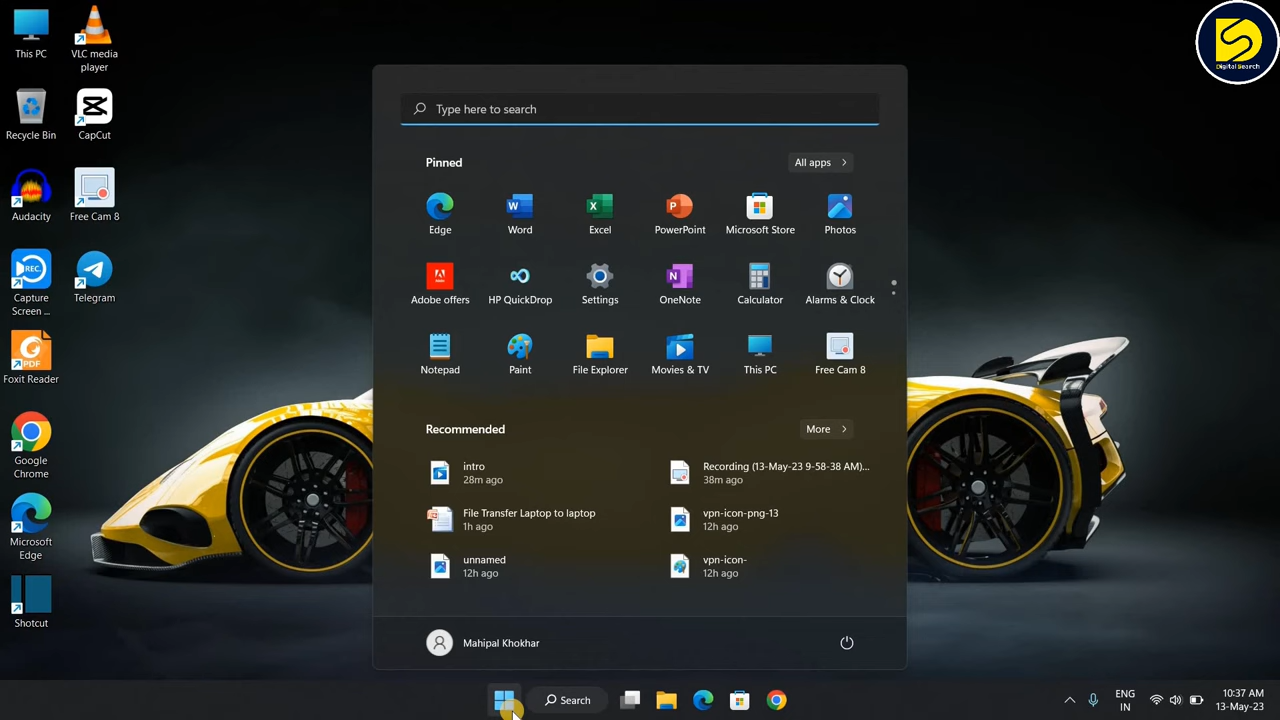 This PC
VLC media
player
Recycle Bin
CapCut
Audacity
Free Cam 8
REC.
Capture
Screen ...
Telegram
PDF
Foxit Reader
Google
Chrome
Microsoft
Edge
Shotcut
Digital Search
Type here to search
Pinned
All apps
Edge
Word
Excel
PowerPoint
Microsoft Store
Photos
Adobe offers
HP QuickDrop
Settings
OneNote
Calculator
Alarms & Clock
Notepad
Paint
File Explorer
Movies & TV
This PC
Free Cam 8
Recommended
More
intro
28m ago
Recording (13-May-23 9-58-38 AM)...
38m ago
File Transfer Laptop to laptop
1h ago
vpn-icon-png-13
12h ago
unnamed
12h ago
vpn-icon-
12h ago
Mahipal Khokhar
Search
ENG
IN
10:37 AM
13-May-23